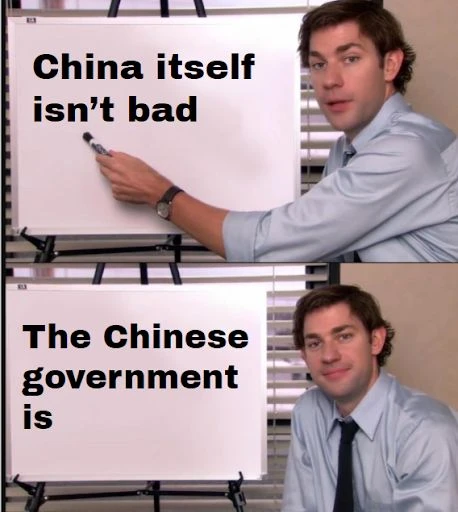 China itself
isn't bad
The Chinese
government
is